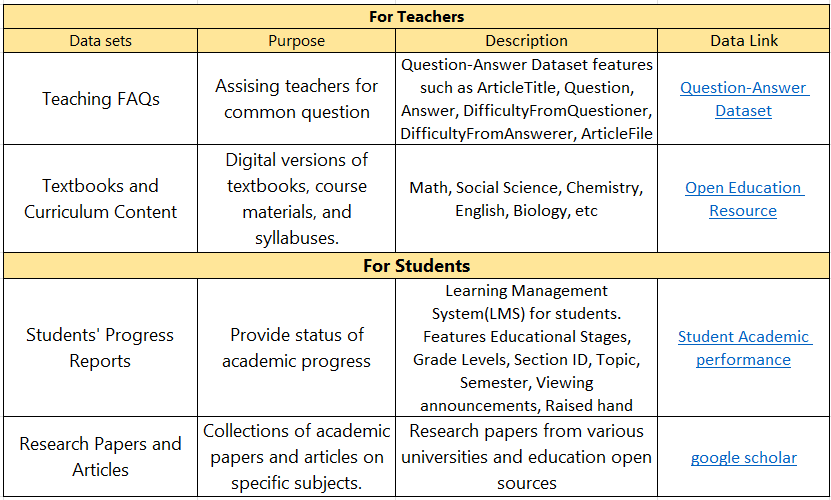 For Teachers
Data sets
Purpose
Description
Data Link
Teaching FAQs
Assising teachers for
common question
Question-Answer Dataset features
such as ArticleTitle, Question,
Answer, DifficultyFromQuestioner,
DifficultyFromAnswerer, ArticleFile
Question-Answer
Dataset
Textbooks and
Curriculum Content
Digital versions of
textbooks, course
materials, and
syllabuses.
Math, Social Science, Chemistry,
English, Biology, etc
Open Education
Resource
For Students
Students' Progress
Reports
Provide status of
academic progress
Learning Management
System(LMS) for students.
Features Educational Stages,
Grade Levels, Section ID, Topic,
Semester, Viewing
announcements, Raised hand
Student Academic
performance
Research Papers and
Articles
Collections of academic
papers and articles on
specific subjects.
Research papers from various
universities and education open
sources
google scholar